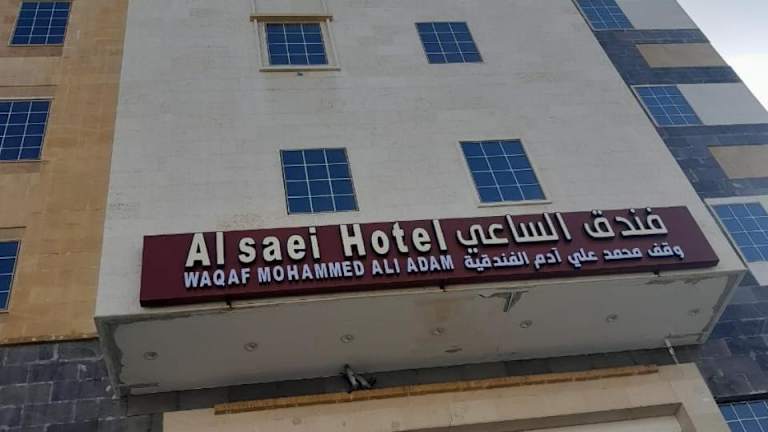 Al saei Hotel فندق الساعي
WAQAF MOHAMMED ALI ADAM وقف محمد علي آدم الفندقية